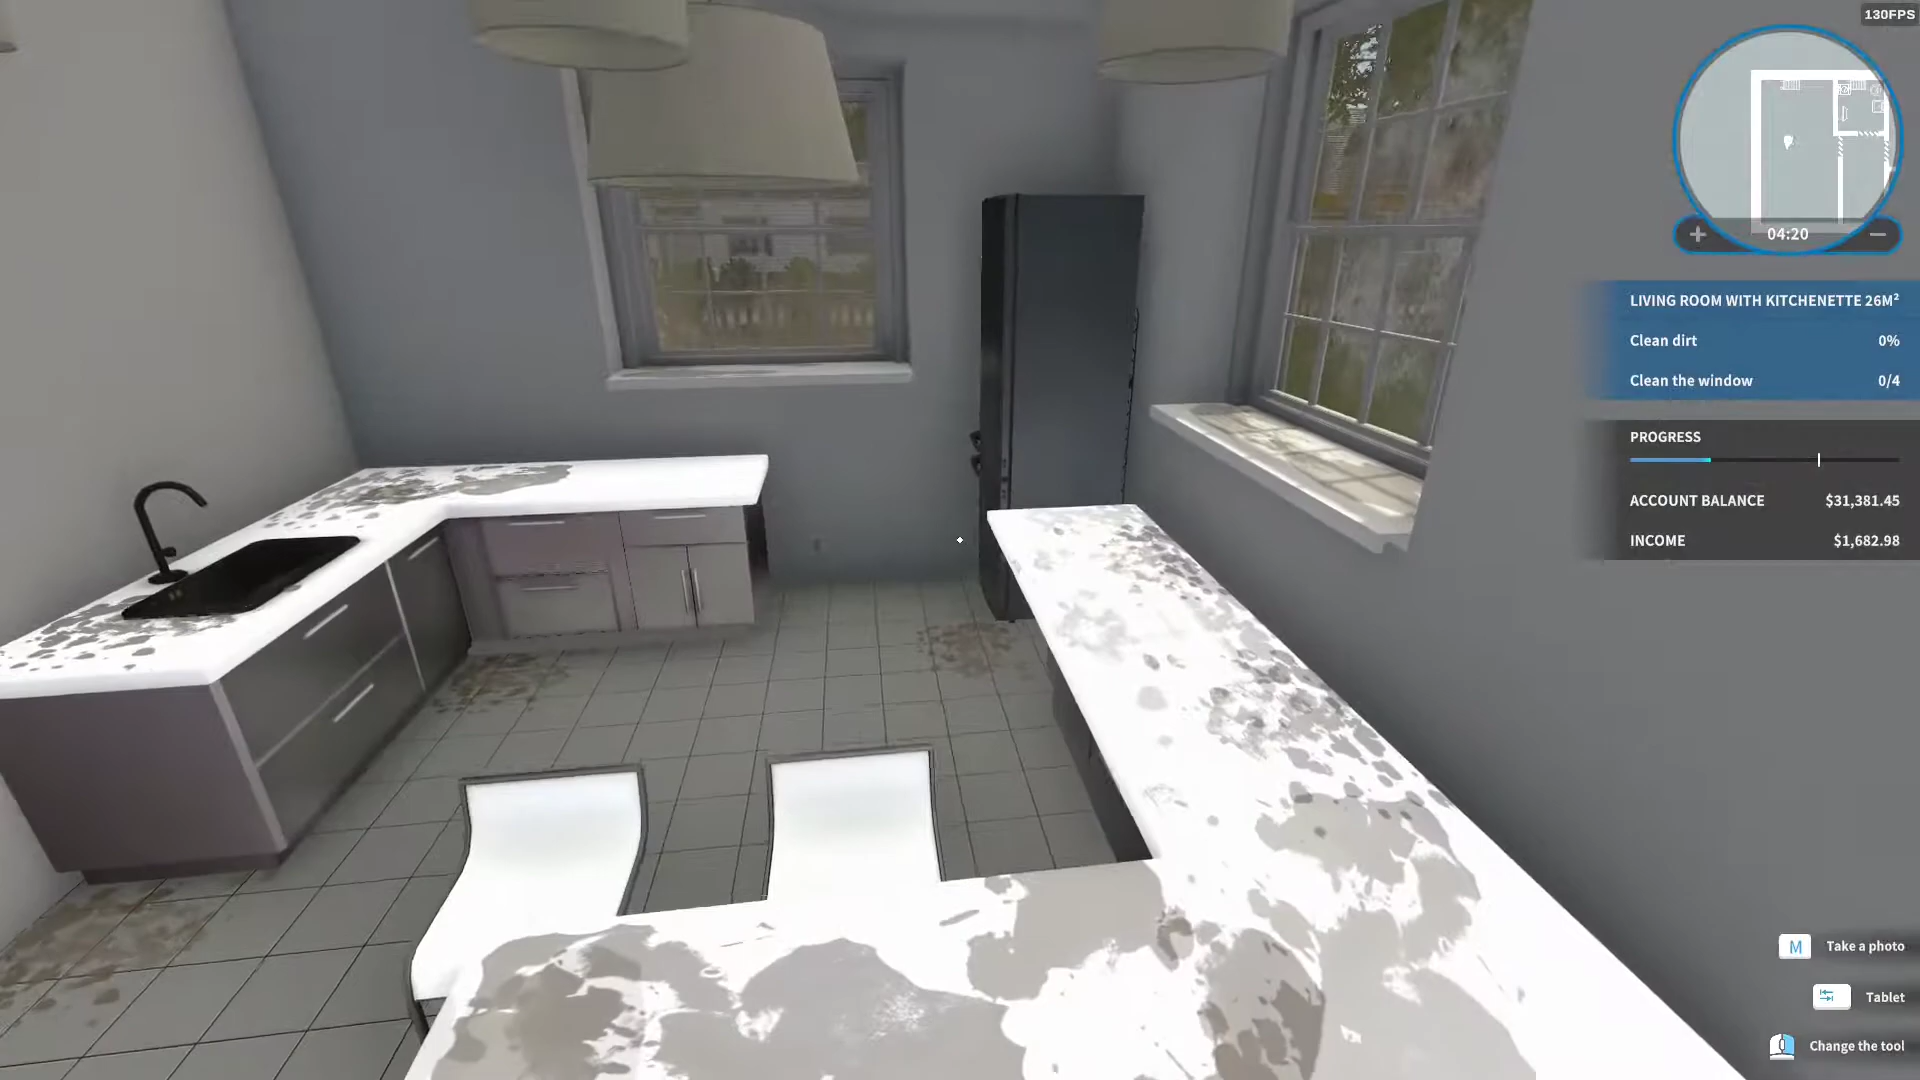 130FPS
04:20
LIVING ROOM WITH KITCHENETTE 26M²
Clean dirt 0%
Clean the window 0/4
PROGRESS
ACCOUNT BALANCE $31,381.45
INCOME $1,682.98
M Take a photo
Tablet
Change the tool